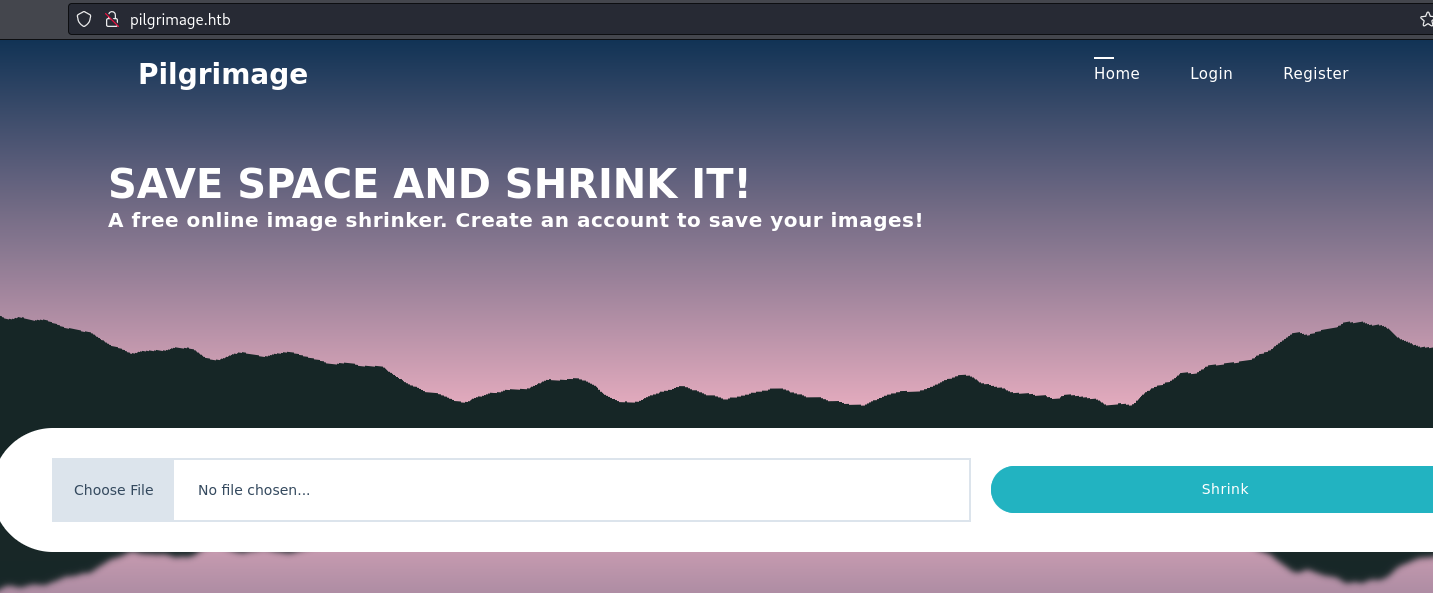 pilgrimage.htb
Pilgrimage
Home Login Register
SAVE SPACE AND SHRINK IT!
A free online image shrinker. Create an account to save your images!
Choose File No file chosen...
Shrink